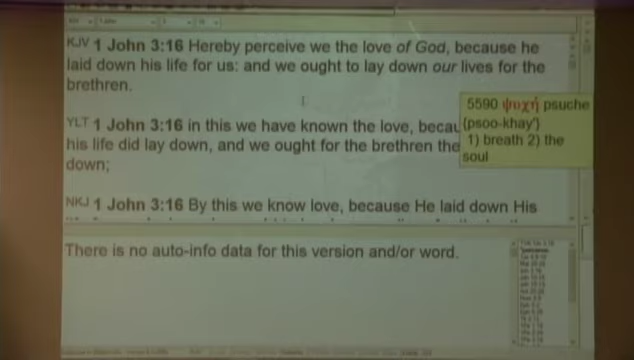 KJV 1 John 3:16 Hereby perceive we the love of God, because he
laid down his life for us: and we ought to lay down our lives for the
brethren.
YLT 1 John 3:16 in this we have known the love, becau
his life did lay down, and we ought for the brethren the
down;
NKJ 1 John 3:16 By this we know love, because He laid down His
5590 ψυχή psuche
(psoo-khay')
1) breath 2) the
soul
There is no auto-info data for this version and/or word.